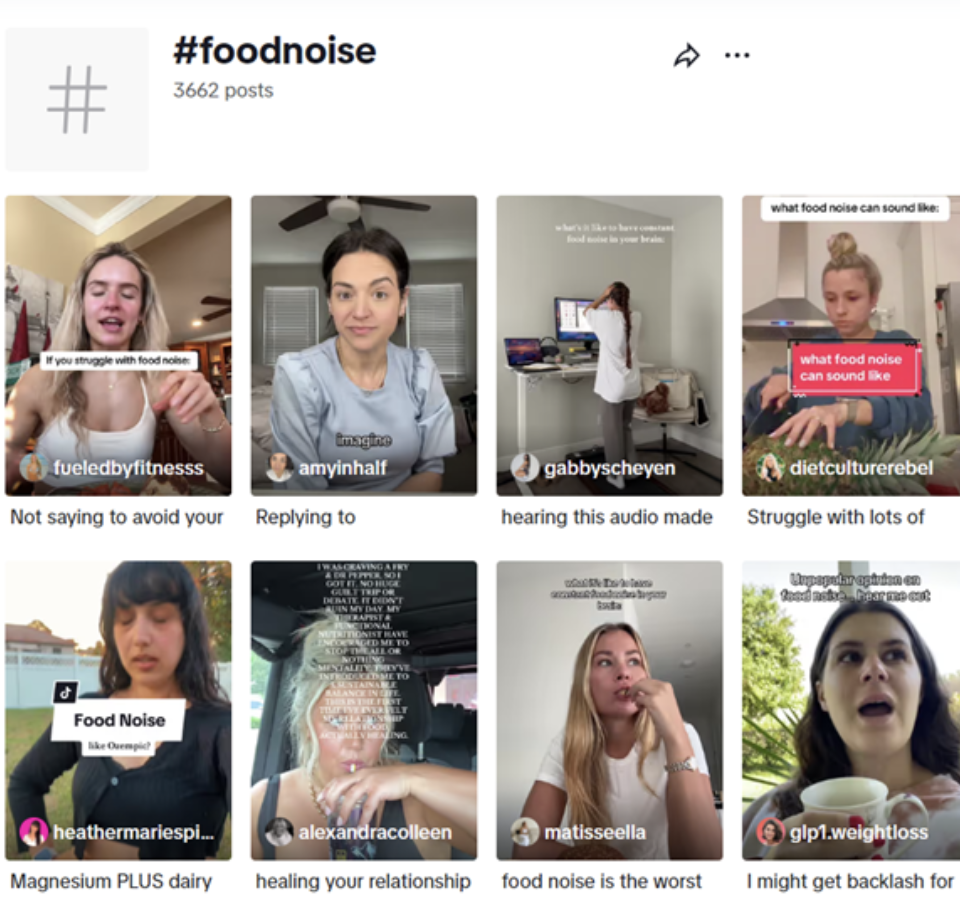 #foodnoise
3662 posts
If you struggle with food noise:
fueledbyfitnesss
Not saying to avoid your
imagine
amyinhalf
Replying to
what's it like to have constant
food noise in your brain:
gabbyscheyen
hearing this audio made
what food noise can sound like:
what food noise
can sound like
dietculturerebel
Struggle with lots of
Food Noise
like Ozempic?
heathermariespi...
Magnesium PLUS dairy
I WAS CRAVING A FRY
& DR PEPPER, SO I
GOT IT. NO HUGE
GUILT TRIP OR
DEBATE. IT DIDN'T
RUIN MY DAY. MY
THERAPIST &
FUNCTIONAL
NUTRITIONIST HAVE
ENCOURAGED ME TO
STOP THE ALL OR
NOTHING
MENTALITY. THEY'VE
INTRODUCED ME TO
A SUSTAINABLE
BALANCE IN LIFE.
THIS IS THE FIRST
TIME I'VE EVER FELT
MY RELATIONSHIP
WITH FOOD
ACTUALLY HEALING.
alexandracolleen
healing your relationship
what it's like to have
constant food noise in your
brain:
matisseella
food noise is the worst
Unpopular opinion on
food noise... hear me out
glp1.weightloss
I might get backlash for